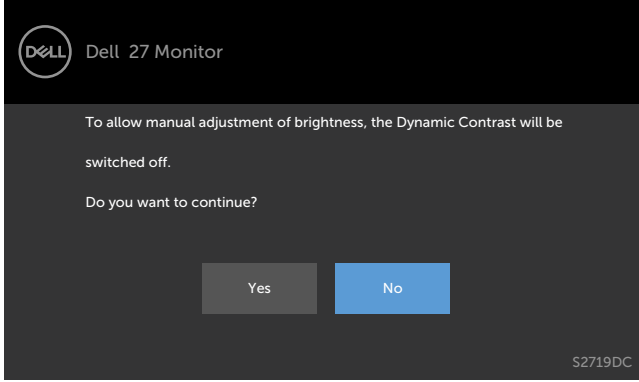 DELL
Dell 27 Monitor
To allow manual adjustment of brightness, the Dynamic Contrast will be
switched off.
Do you want to continue?
Yes
No
S2719DC